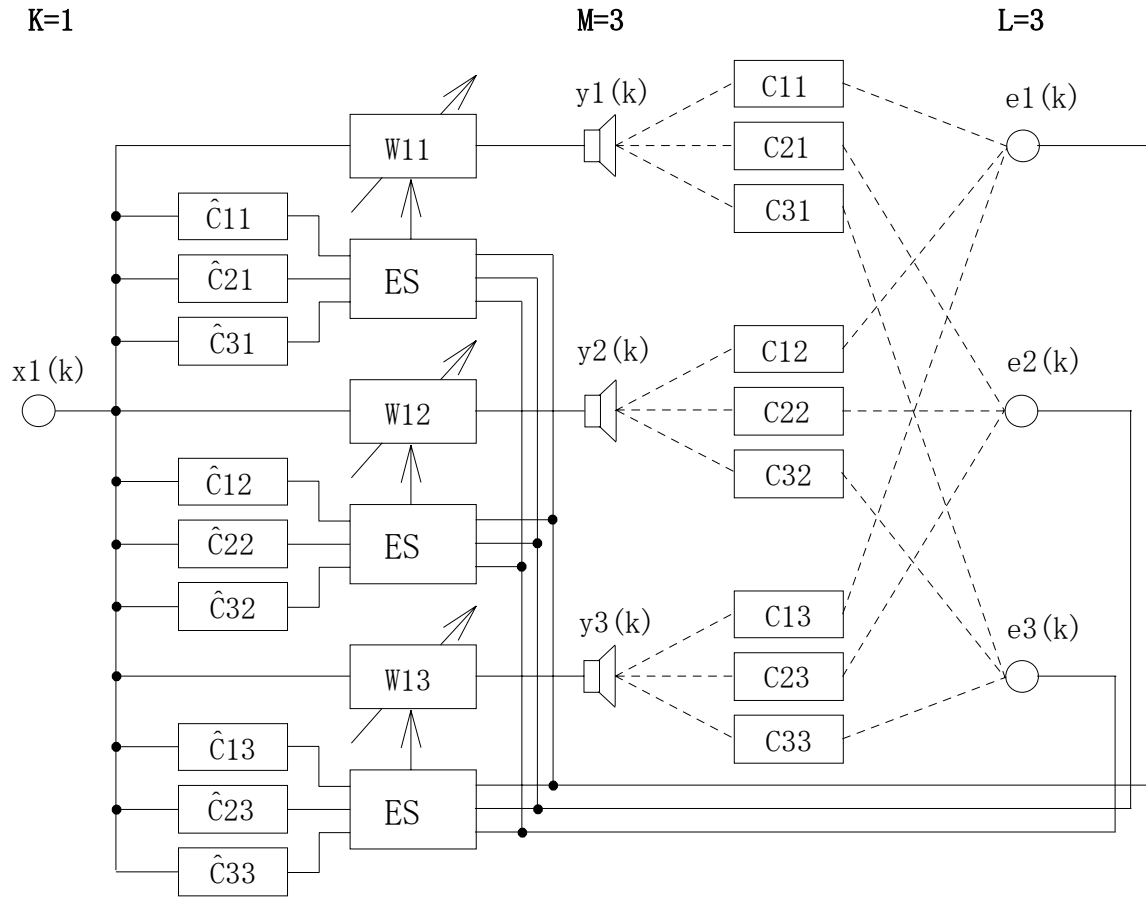 K=1
M=3
L=3
y1(k)
C11
e1(k)
W11
C21
C31
Ĉ11
Ĉ21
ES
Ĉ31
x1(k)
y2(k)
C12
e2(k)
W12
C22
C32
Ĉ12
Ĉ22
ES
Ĉ32
y3(k)
C13
e3(k)
W13
C23
C33
Ĉ13
Ĉ23
ES
Ĉ33